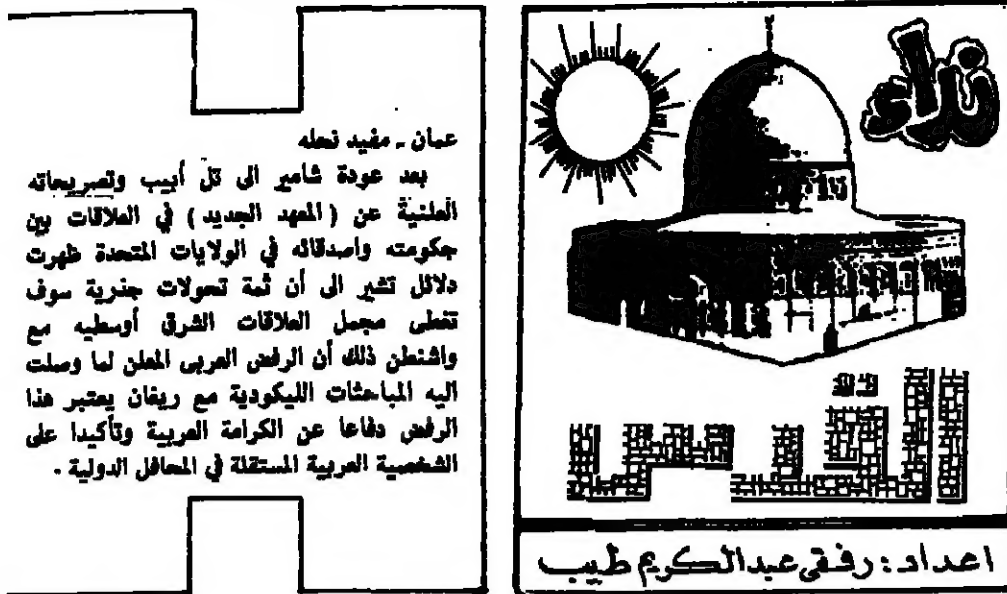 نداء
القدس
اعداد : رفقي عبدالكريم طيب
عمان ـ مفيد نحله
بعد عودة شامير الى تل أبيب وتصريحاته
العلنية عن ( العهد الجديد ) في العلاقات بين
حكومته واصدقائه في الولايات المتحدة ظهرت
دلائل تشير الى أن ثمة تحولات جذرية سوف
تغطى مجمل العلاقات الشرق أوسطيه مع
واشنطن ذلك أن الرفض العربى المعلن لما وصلت
اليه المباحثات الليكودية مع ريغان يعتبر هذا
الرفض دفاعا عن الكرامة العربية وتأكيدا على
الشخصية العربية المستقلة في المحافل الدولية .